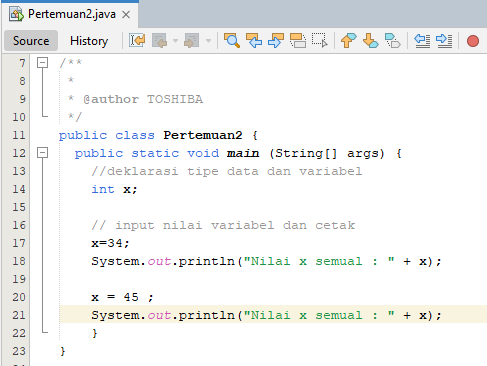 Pertemuan2.java
Source History
7 /**
8 *
9 * @author TOSHIBA
10 */
11 public class Pertemuan2 {
12 public static void main (String[] args) {
13 //deklarasi tipe data dan variabel
14 int x;
15
16 // input nilai variabel dan cetak
17 x=34;
18 System.out.println("Nilai x semual : " + x);
19
20 x = 45 ;
21 System.out.println("Nilai x semual : " + x);
22 }
23 }